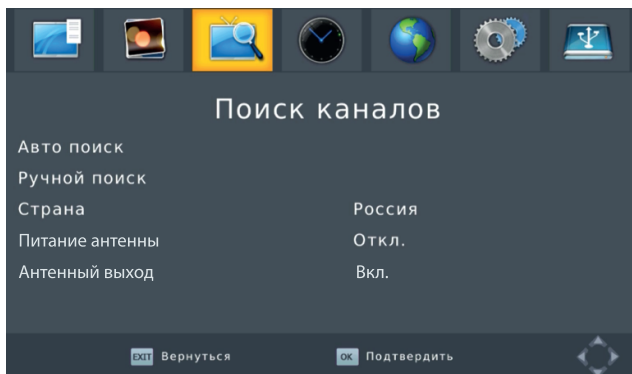 Поиск каналов
Авто поиск
Ручной поиск
Страна Россия
Питание антенны Откл.
Антенный выход Вкл.
EXIT Вернуться OK Подтвердить